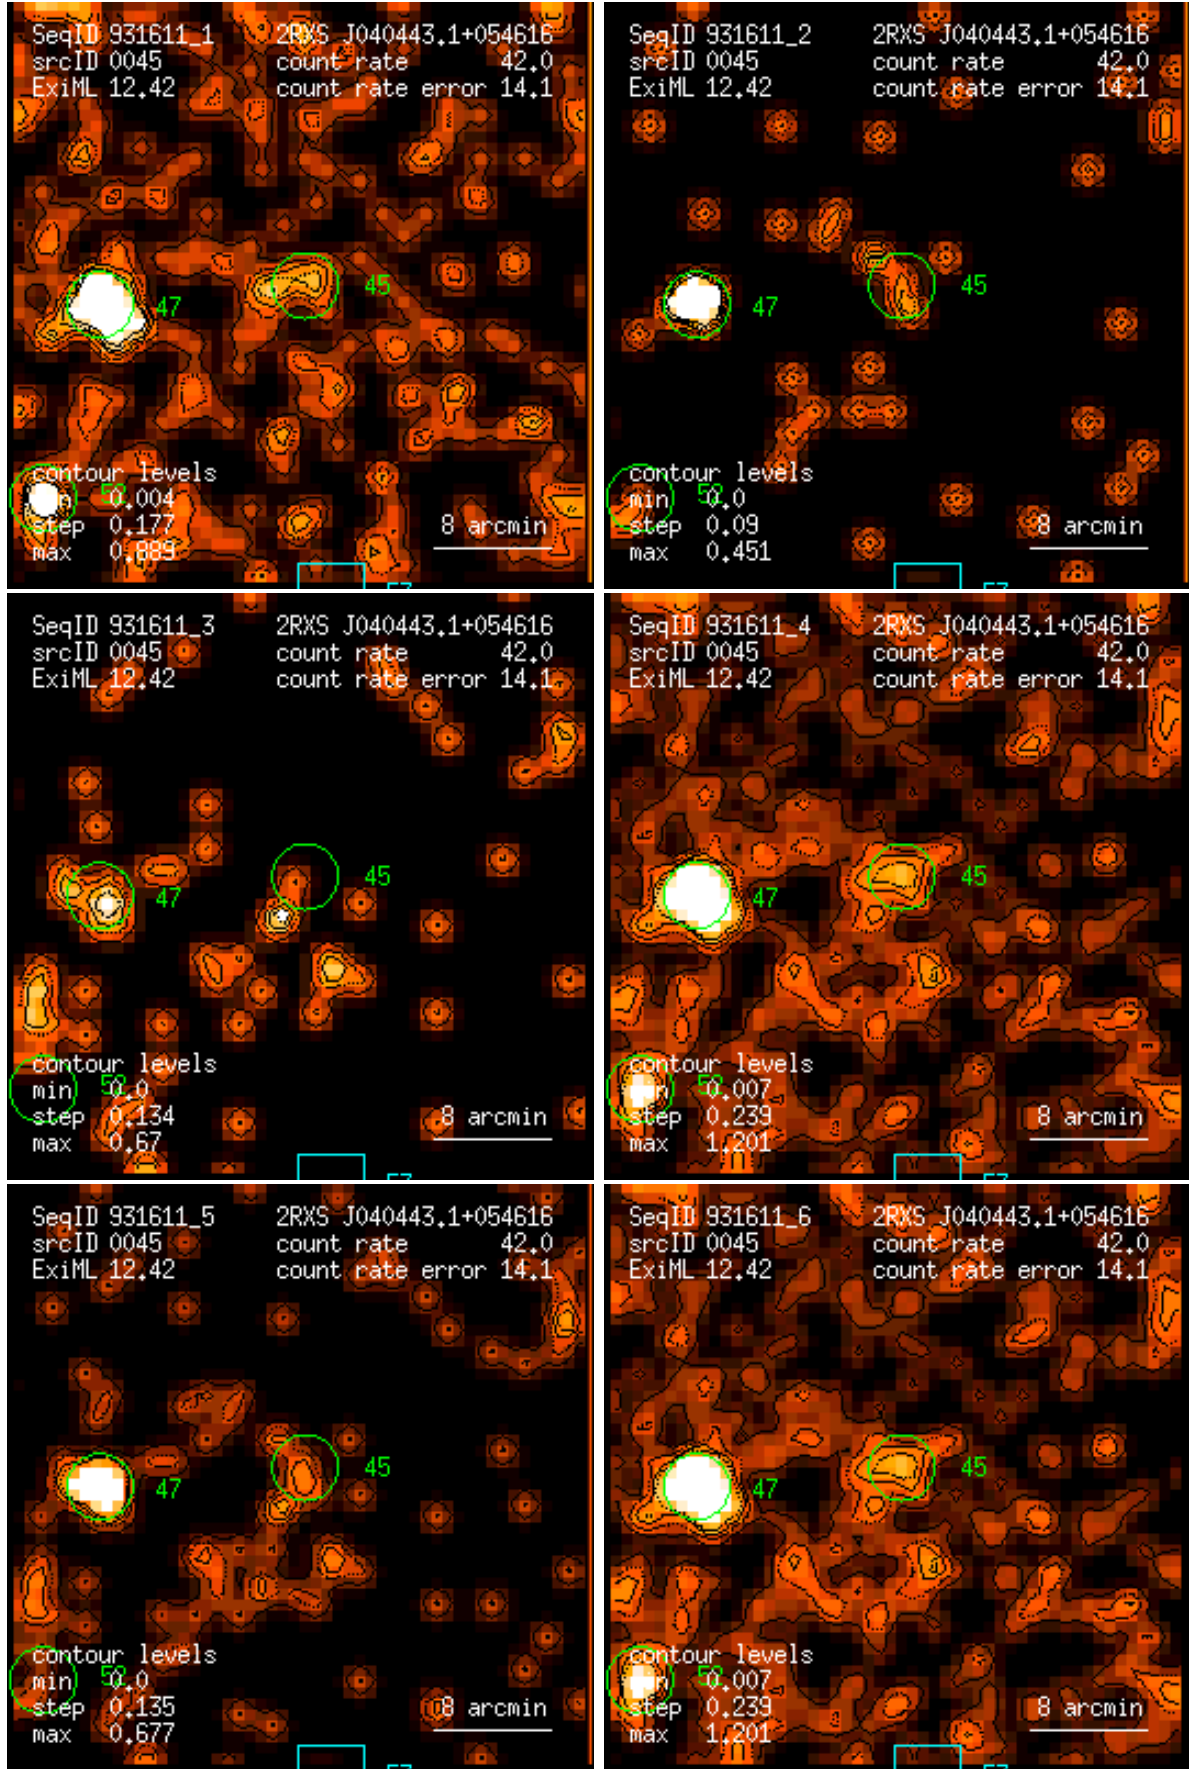 SeqID 931611_1 2RXS J040443.1+054616
srcID 0045 count rate 42.0
ExiML 12.42 count rate error 14.1
45
47
contour levels
min 0.004
step 0.177 8 arcmin
max 0.889
SeqID 931611_2 2RXS J040443.1+054616
srcID 0045 count rate 42.0
ExiML 12.42 count rate error 14.1
45
47
contour levels
min 0.0
step 0.09 8 arcmin
max 0.451
SeqID 931611_3 2RXS J040443.1+054616
srcID 0045 count rate 42.0
ExiML 12.42 count rate error 14.1
45
47
contour levels
min 0.0
step 0.134 8 arcmin
max 0.67
SeqID 931611_4 2RXS J040443.1+054616
srcID 0045 count rate 42.0
ExiML 12.42 count rate error 14.1
45
47
contour levels
min 0.007
step 0.239 8 arcmin
max 1.201
SeqID 931611_5 2RXS J040443.1+054616
srcID 0045 count rate 42.0
ExiML 12.42 count rate error 14.1
45
47
contour levels
min 0.0
step 0.135 8 arcmin
max 0.677
SeqID 931611_6 2RXS J040443.1+054616
srcID 0045 count rate 42.0
ExiML 12.42 count rate error 14.1
45
47
contour levels
min 0.007
step 0.239 8 arcmin
max 1.201